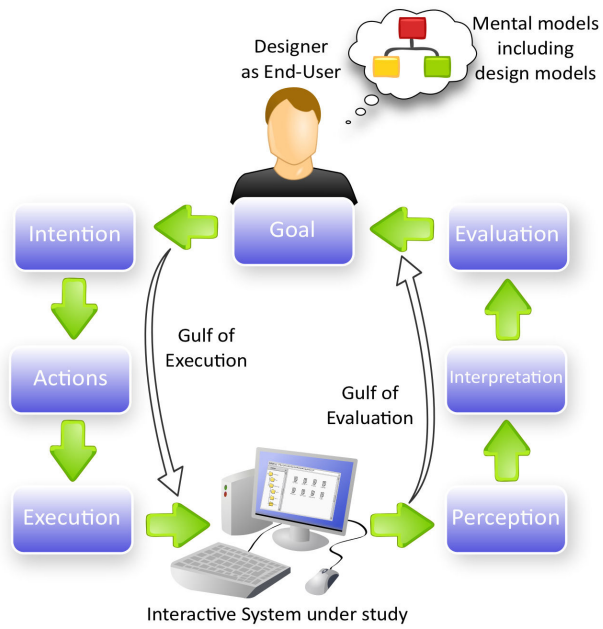 Designer
as End-User
Mental models
including
design models
Intention
Goal
Evaluation
Gulf of
Execution
Actions
Gulf of
Evaluation
Interpretation
Execution
Perception
Interactive System under study